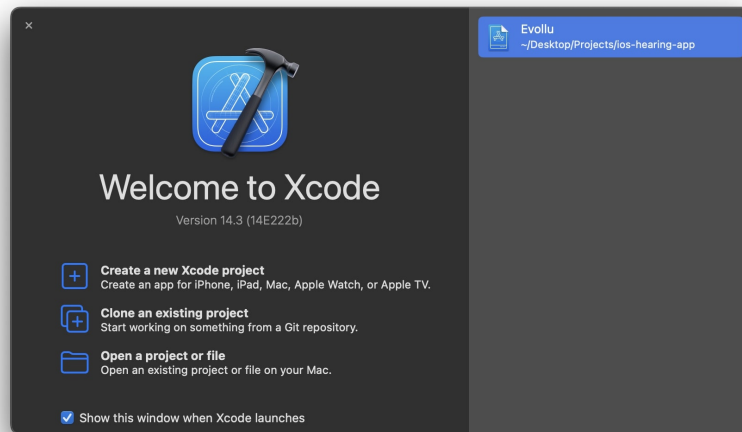 Welcome to Xcode
Version 14.3 (14E222b)
Create a new Xcode project
Create an app for iPhone, iPad, Mac, Apple Watch, or Apple TV.
Clone an existing project
Start working on something from a Git repository.
Open a project or file
Open an existing project or file on your Mac.
Show this window when Xcode launches
Evollu
~/Desktop/Projects/ios-hearing-app